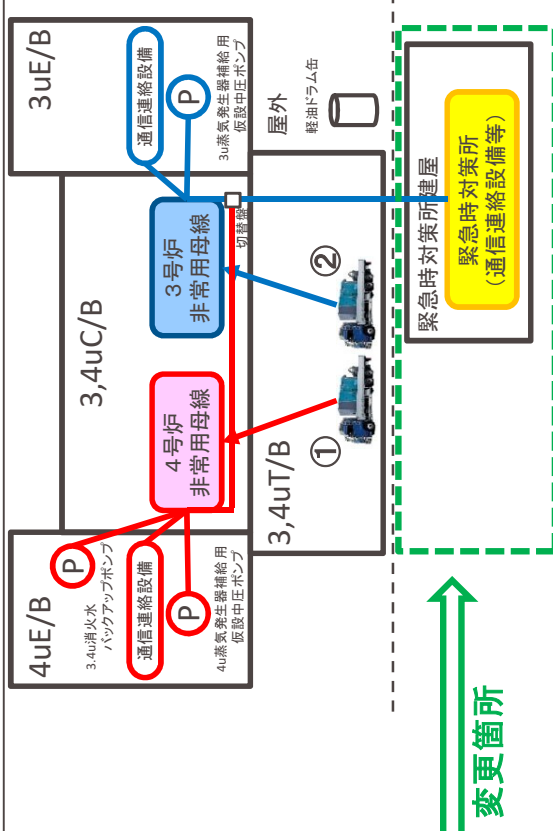 4uE/B
3.4u消火水
バックアップポンプ
P
通信連絡設備
P
4u蒸気発生器補給用
仮設中圧ポンプ
3,4uC/B
4号炉
非常用母線
3号炉
非常用母線
切替盤
3uE/B
通信連絡設備
P
3u蒸気発生器補給用
仮設中圧ポンプ
3,4uT/B
①
②
屋外
軽油ドラム缶
緊急時対策所建屋
緊急時対策所
(通信連絡設備等)
変更箇所